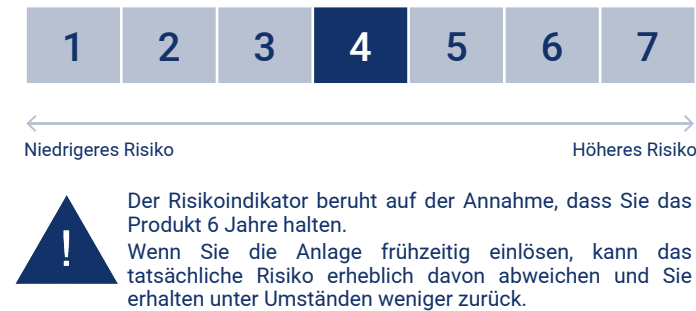 1 2 3 4 5 6 7
Niedrigeres Risiko Höheres Risiko
Der Risikoindikator beruht auf der Annahme, dass Sie das
Produkt 6 Jahre halten.
!
Wenn Sie die Anlage frühzeitig einlösen, kann das
tatsächliche Risiko erheblich davon abweichen und Sie
erhalten unter Umständen weniger zurück.